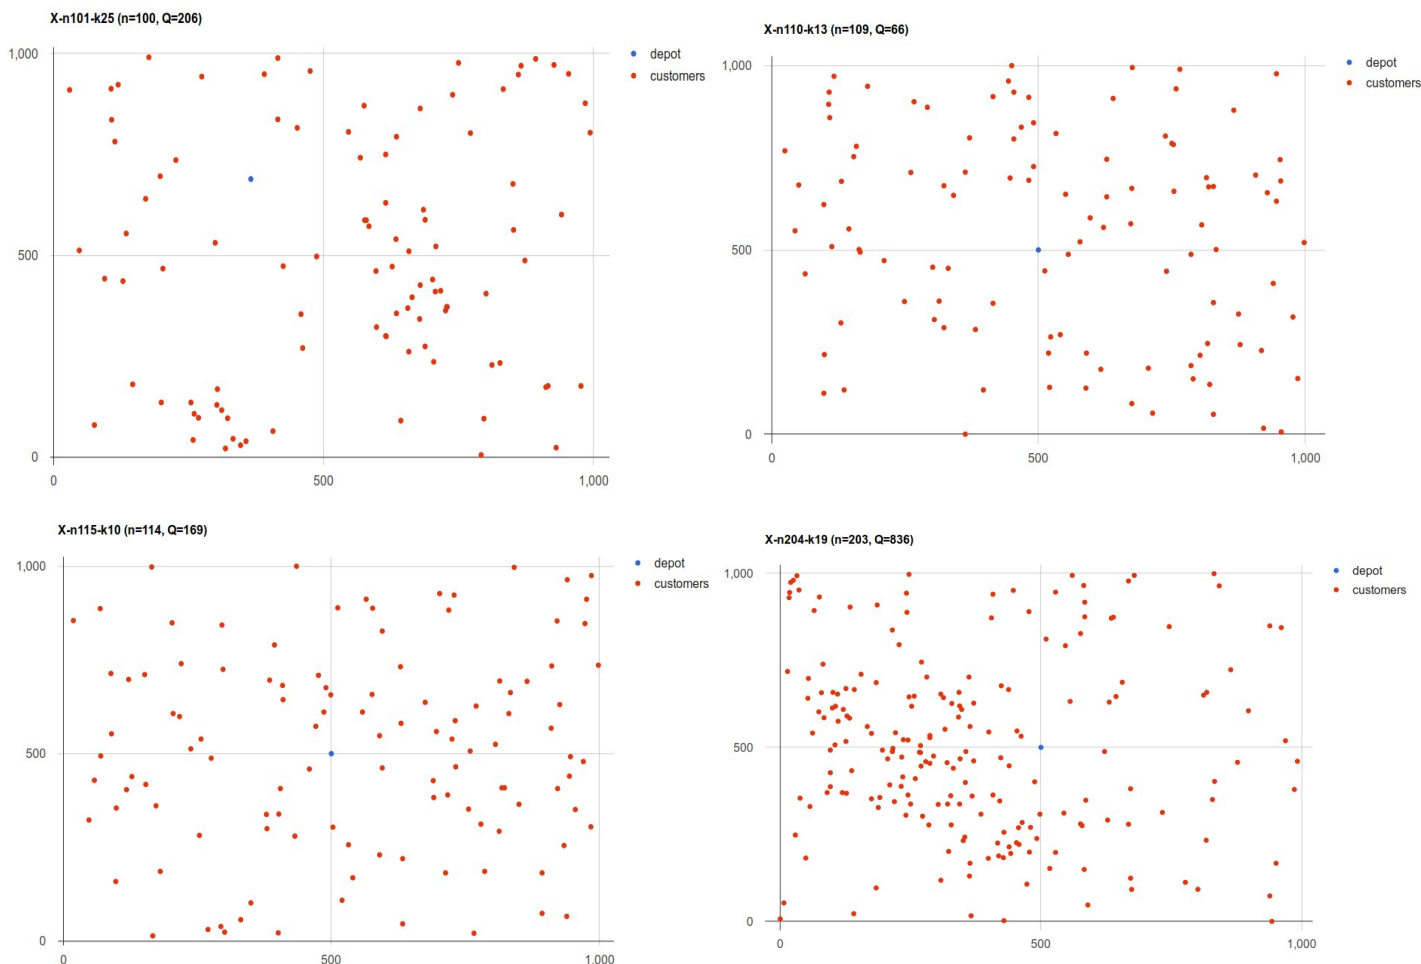 X-n101-k25 (n=100, Q=206)
1,000
500
0
0
500
1,000
depot
customers
X-n110-k13 (n=109, Q=66)
1,000
500
0
0
500
1,000
depot
customers
X-n115-k10 (n=114, Q=169)
1,000
500
0
0
500
1,000
depot
customers
X-n204-k19 (n=203, Q=836)
1,000
500
0
0
500
1,000
depot
customers